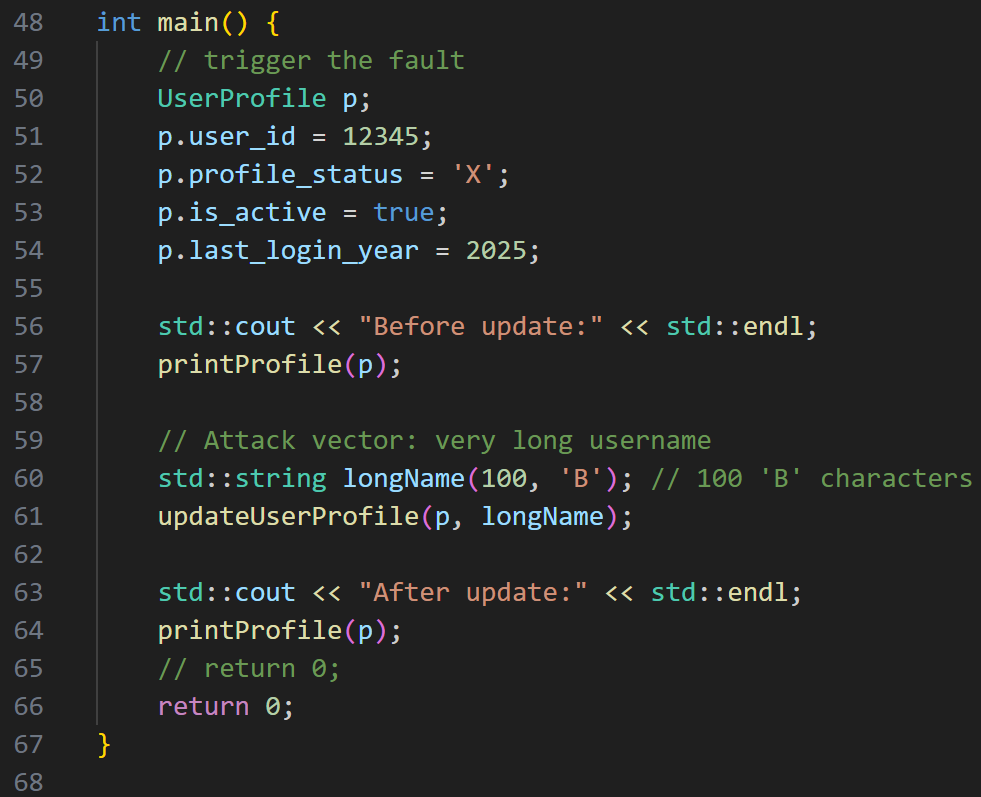 48 int main() {
49     // trigger the fault
50     UserProfile p;
51     p.user_id = 12345;
52     p.profile_status = 'X';
53     p.is_active = true;
54     p.last_login_year = 2025;
55
56     std::cout << "Before update:" << std::endl;
57     printProfile(p);
58
59     // Attack vector: very long username
60     std::string longName(100, 'B'); // 100 'B' characters
61     updateUserProfile(p, longName);
62
63     std::cout << "After update:" << std::endl;
64     printProfile(p);
65     // return 0;
66     return 0;
67 }
68